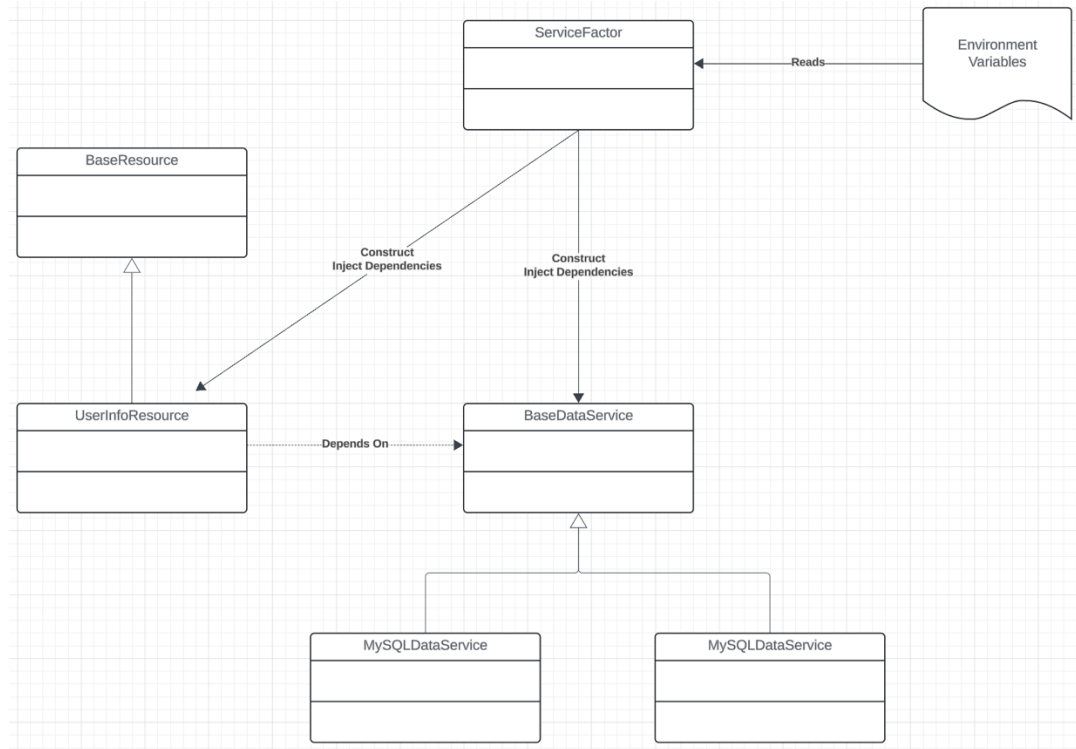 ServiceFactor
Environment
Variables
Reads
BaseResource
Construct
Inject Dependencies
Construct
Inject Dependencies
UserInfoResource
BaseDataService
Depends On
MySQLDataService
MySQLDataService